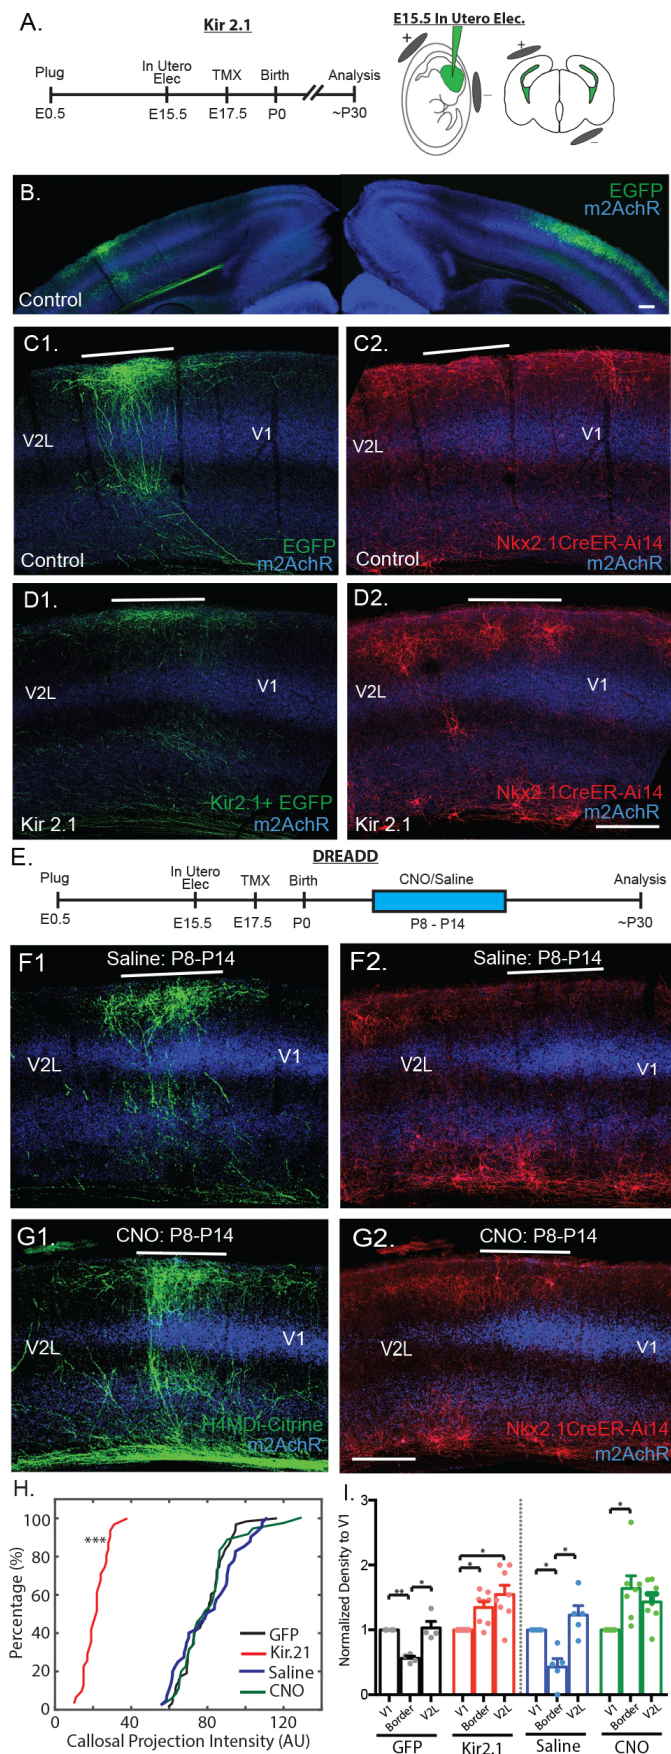 A.
Kir 2.1
E15.5 In Utero Elec.
Plug
In Utero
Elec
TMX
Birth
Analysis
E0.5
E15.5
E17.5
P0
~P30
+
–
+
–
B.
EGFP
m2AchR
Control
C1.
V2L
V1
EGFP
Control
m2AchR
C2.
V2L
V1
Nkx2.1CreER-Ai14
Control
m2AchR
D1.
V2L
V1
Kir2.1+ EGFP
Kir 2.1
m2AchR
D2.
V2L
V1
Nkx2.1CreER-Ai14
Kir 2.1
m2AchR
E.
DREADD
Plug
In Utero
Elec
TMX
Birth
CNO/Saline
Analysis
E0.5
E15.5
E17.5
P0
P8 - P14
~P30
F1
Saline: P8-P14
V2L
V1
F2.
Saline: P8-P14
V2L
V1
G1.
CNO: P8-P14
V2L
V1
H4MDi-Citrine
m2AchR
G2.
CNO: P8-P14
V2L
V1
Nkx2.1CreER-Ai14
m2AchR
H.
Percentage (%)
100
80
60
40
20
0
***
GFP
Kir.21
Saline
CNO
0
40
80
120
Callosal Projection Intensity (AU)
I.
Normalized Density to V1
3
2
1
0
**
*
*
*
*
*
*
V1
Border
V2L
V1
Border
V2L
V1
Border
V2L
V1
Border
V2L
GFP
Kir2.1
Saline
CNO